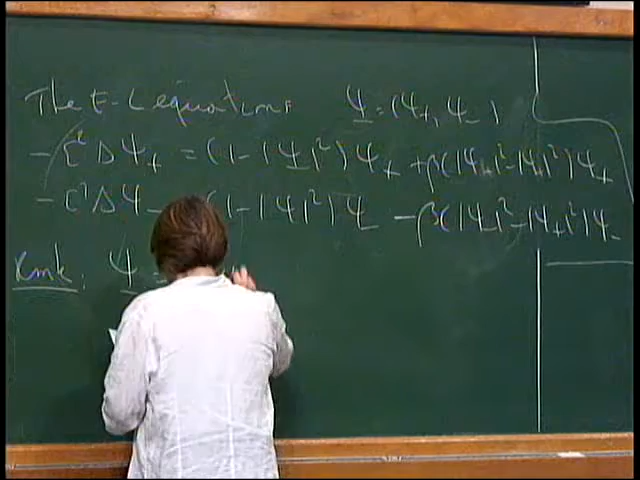 The E-L equations Ψ = (Ψ₊, Ψ₋)
-ε²ΔΨ₊ = (1-|Ψ|²)Ψ₊ + β(|Ψ₋|²-|Ψ₊|²)Ψ₊
-ε²ΔΨ₋ (1-|Ψ|²)Ψ₋ - β(|Ψ₋|²-|Ψ₊|²)Ψ₋
Rmk: Ψ =